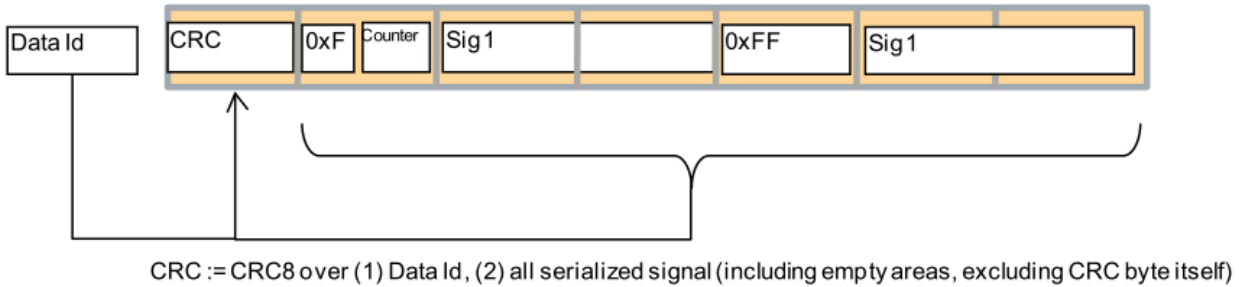 Data Id
CRC
0xF
Counter
Sig1
0xFF
Sig1
CRC := CRC8 over (1) Data Id, (2) all serialized signal (including empty areas, excluding CRC byte itself)